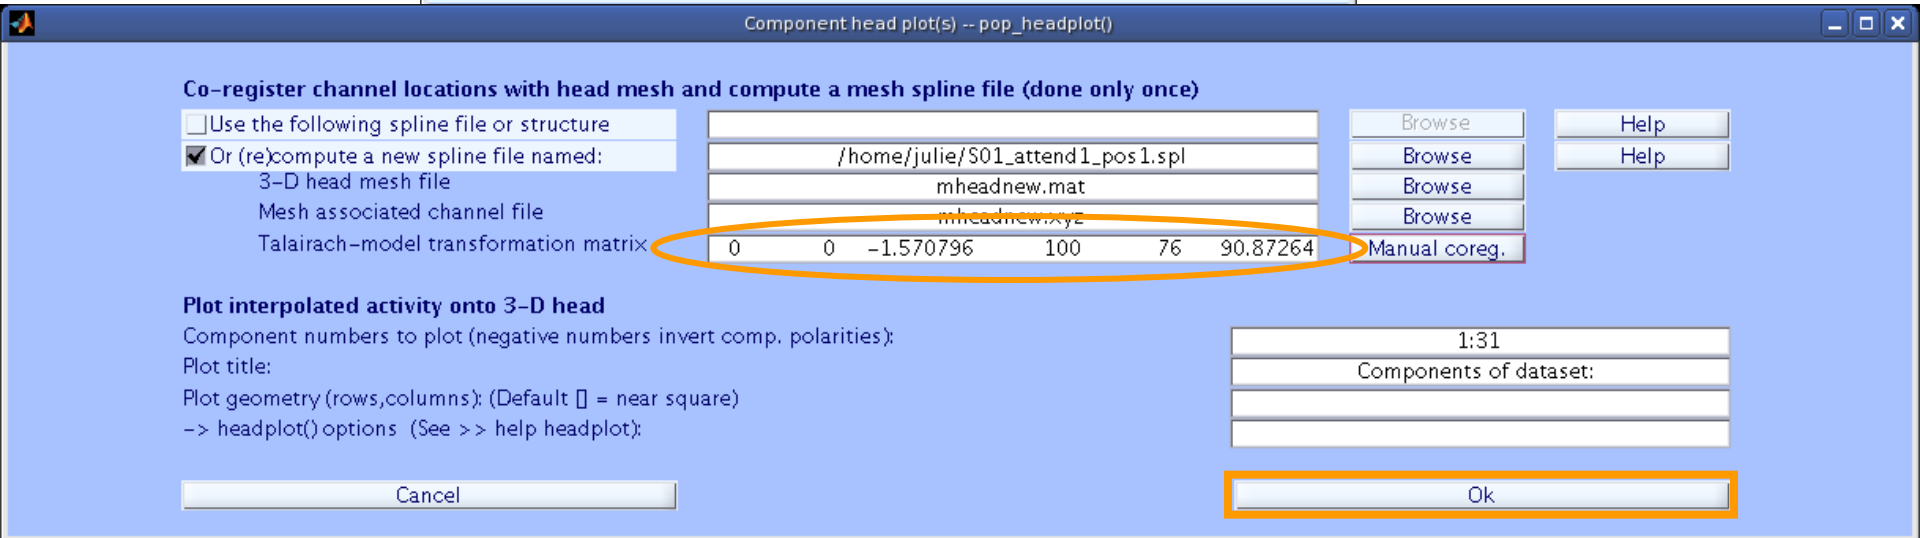 Component head plot(s) -- pop_headplot()
Co-register channel locations with head mesh and compute a mesh spline file (done only once)
Use the following spline file or structure Browse Help
Or (re)compute a new spline file named: /home/julie/S01_attend1_pos1.spl Browse Help
3-D head mesh file mheadnew.mat Browse
Mesh associated channel file mheadnew.xyz Browse
Talairach-model transformation matrix 0 0 -1.570796 100 76 90.87264 Manual coreg.
Plot interpolated activity onto 3-D head
Component numbers to plot (negative numbers invert comp. polarities): 1:31
Plot title: Components of dataset:
Plot geometry (rows,columns): (Default [] = near square)
-> headplot() options (See >> help headplot):
Cancel Ok